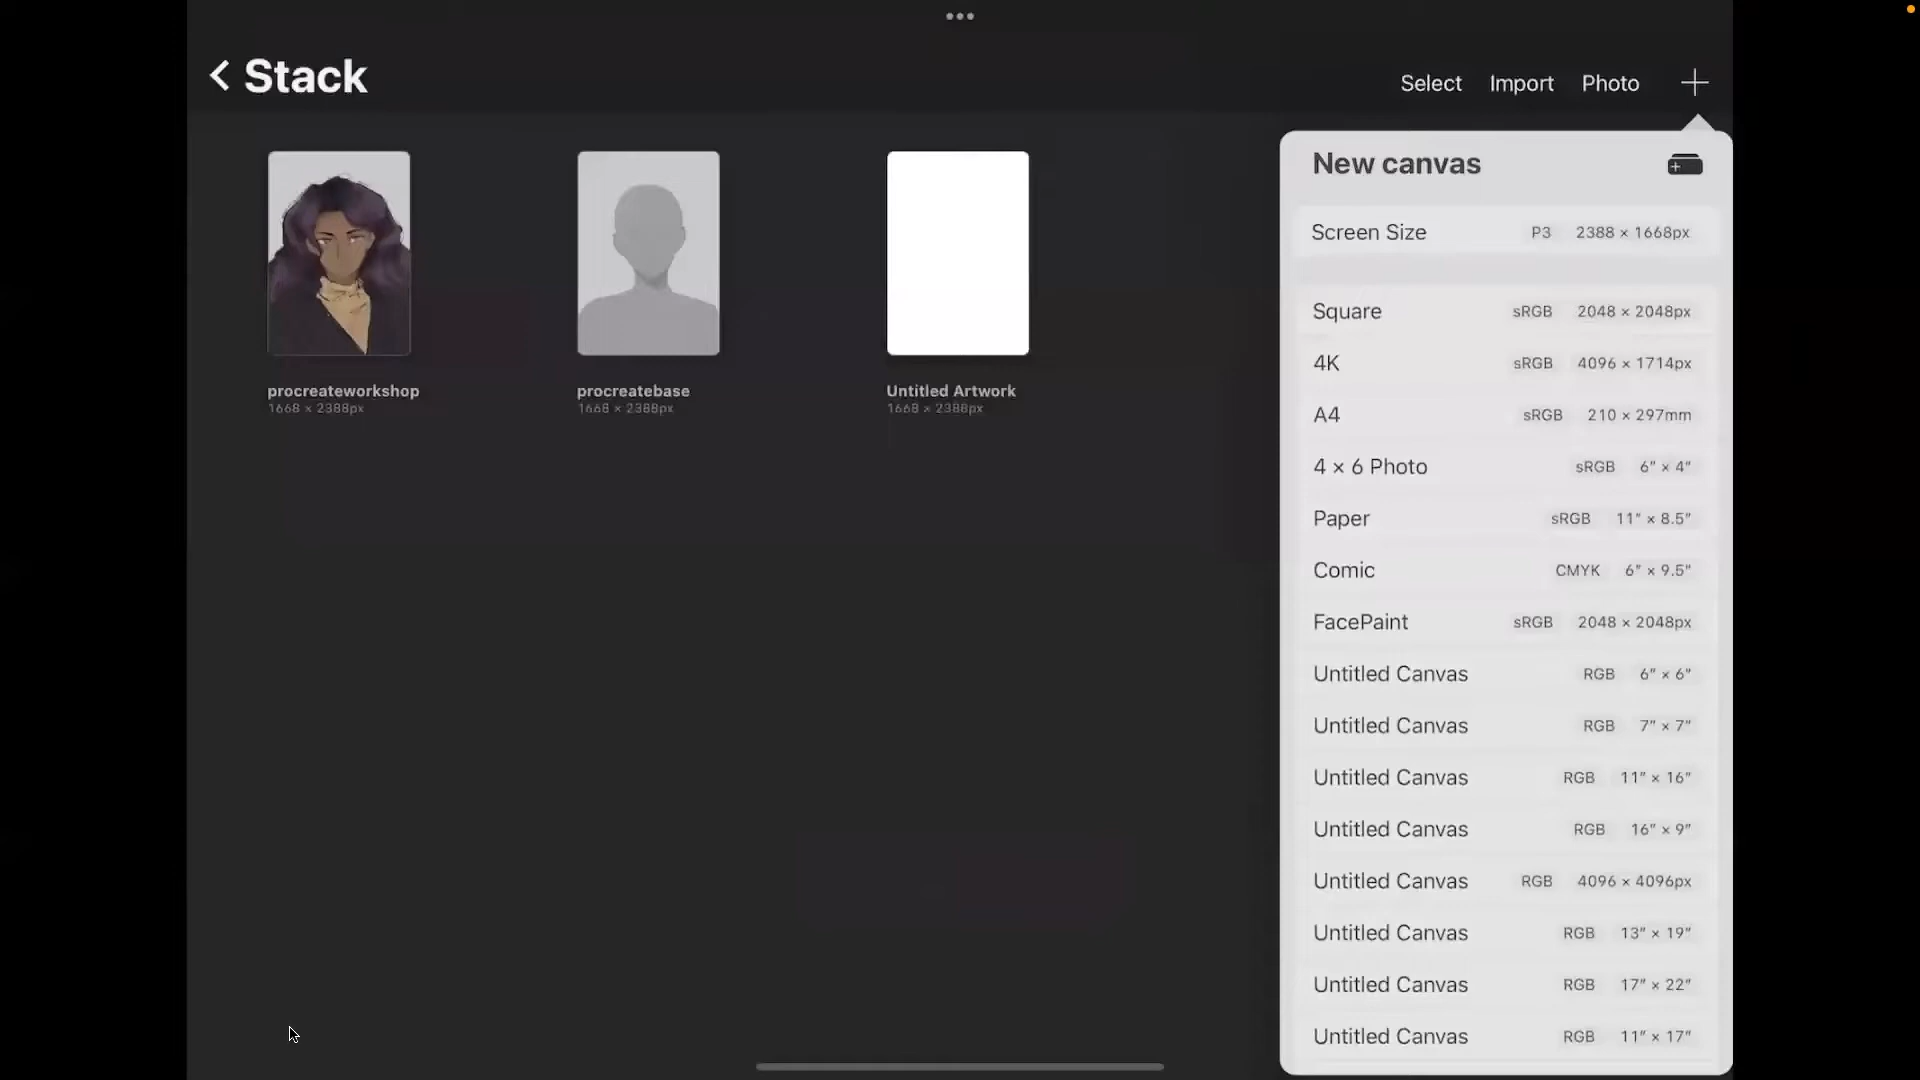 Stack
Select Import Photo
New canvas
Screen Size P3 2388 × 1668px
Square sRGB 2048 × 2048px
4K sRGB 4096 × 1714px
A4 sRGB 210 × 297mm
4 × 6 Photo sRGB 6" × 4"
Paper sRGB 11" × 8.5"
Comic CMYK 6" × 9.5"
FacePaint sRGB 2048 × 2048px
Untitled Canvas RGB 6" × 6"
Untitled Canvas RGB 7" × 7"
Untitled Canvas RGB 11" × 16"
Untitled Canvas RGB 16" × 9"
Untitled Canvas RGB 4096 × 4096px
Untitled Canvas RGB 13" × 19"
Untitled Canvas RGB 17" × 22"
Untitled Canvas RGB 11" × 17"
procreateworkshop
1668 × 2388px
procreatebase
1668 × 2388px
Untitled Artwork
1668 × 2388px